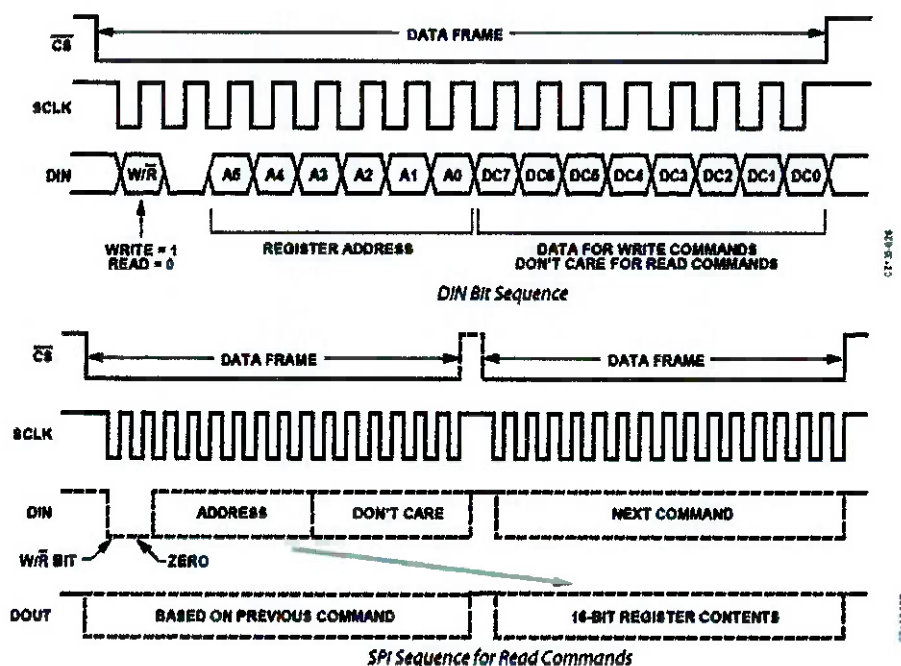 DATA FRAME
CS
SCLK
DIN W/R A5 A4 A3 A2 A1 A0 DC7 DC6 DC5 DC4 DC3 DC2 DC1 DC0
WRITE = 1
READ = 0
REGISTER ADDRESS
DATA FOR WRITE COMMANDS
DON'T CARE FOR READ COMMANDS
DIN Bit Sequence
CS
DATA FRAME DATA FRAME
SCLK
DIN ADDRESS DON'T CARE NEXT COMMAND
W/R BIT ZERO
DOUT BASED ON PREVIOUS COMMAND 16-BIT REGISTER CONTENTS
SPI Sequence for Read Commands